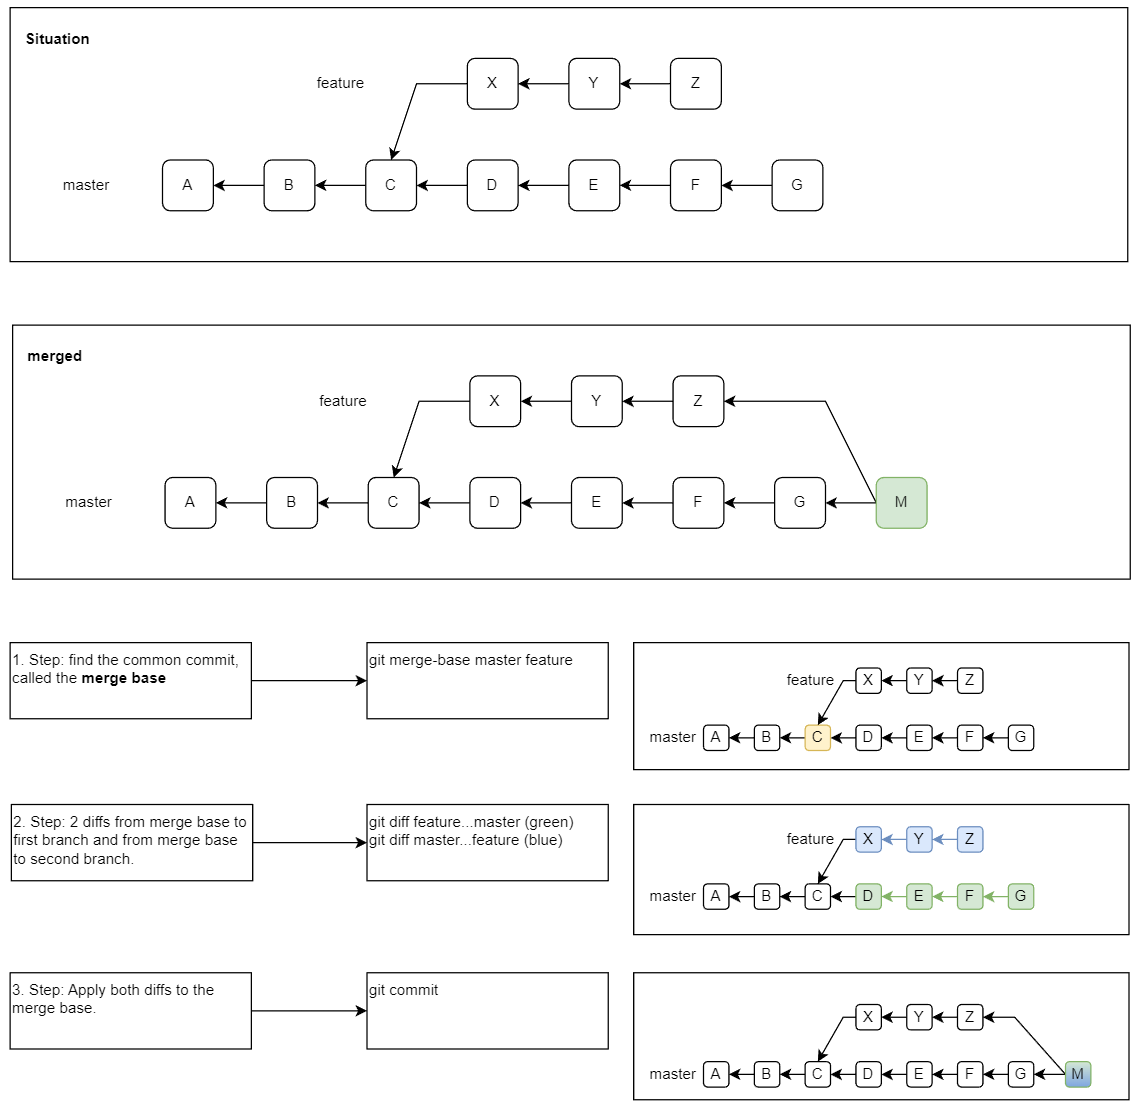 Situation
feature
X
Y
Z
master
A
B
C
D
E
F
G
merged
feature
X
Y
Z
master
A
B
C
D
E
F
G
M
1. Step: find the common commit,
called the merge base
git merge-base master feature
feature
X
Y
Z
master
A
B
C
D
E
F
G
2. Step: 2 diffs from merge base to
first branch and from merge base
to second branch.
git diff feature...master (green)
git diff master...feature (blue)
feature
X
Y
Z
master
A
B
C
D
E
F
G
3. Step: Apply both diffs to the
merge base.
git commit
X
Y
Z
master
A
B
C
D
E
F
G
M